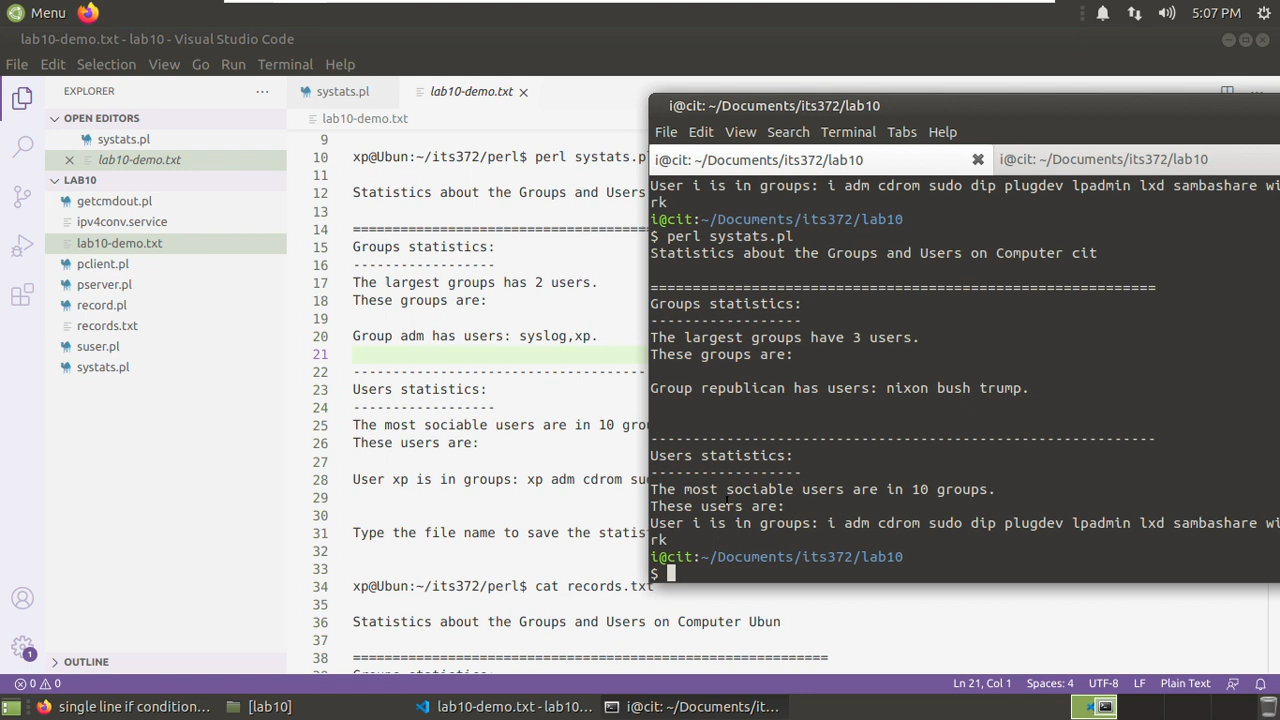 Menu
5:07 PM
lab10-demo.txt - lab10 - Visual Studio Code
File Edit Selection View Go Run Terminal Help
EXPLORER
OPEN EDITORS
systats.pl
lab10-demo.txt
LAB10
getcmdout.pl
ipv4conv.service
lab10-demo.txt
pclient.pl
pserver.pl
record.pl
records.txt
suser.pl
systats.pl
OUTLINE
systats.pl
lab10-demo.txt
lab10-demo.txt
9
10 xp@Ubun:~/its372/perl$ perl systats.pl
11
12 Statistics about the Groups and Users
13
14 ===================================
15 Groups statistics:
16 -----------------
17 The largest groups has 2 users.
18 These groups are:
19
20 Group adm has users: syslog,xp.
21
22 -----------------------------------
23 Users statistics:
24 -----------------
25 The most sociable users are in 10 grou
26 These users are:
27
28 User xp is in groups: xp adm cdrom sud
29
30
31 Type the file name to save the statist
32
33
34 xp@Ubun:~/its372/perl$ cat records.txt
35
36 Statistics about the Groups and Users on Computer Ubun
37
38 =========================================================
Groups statistics:
i@cit: ~/Documents/its372/lab10
File Edit View Search Terminal Tabs Help
i@cit: ~/Documents/its372/lab10
i@cit: ~/Documents/its372/lab10
User i is in groups: i adm cdrom sudo dip plugdev lpadmin lxd sambashare wi
rk
i@cit:~/Documents/its372/lab10
$ perl systats.pl
Statistics about the Groups and Users on Computer cit
============================================================
Groups statistics:
------------------
The largest groups have 3 users.
These groups are:
Group republican has users: nixon bush trump.
------------------------------------------------------------
Users statistics:
------------------
The most sociable users are in 10 groups.
These users are:
User i is in groups: i adm cdrom sudo dip plugdev lpadmin lxd sambashare wi
rk
i@cit:~/Documents/its372/lab10
$
1
0 0
Ln 21, Col 1 Spaces: 4 UTF-8 LF Plain Text
single line if condition...
[lab10]
lab10-demo.txt - lab10...
i@cit: ~/Documents/it...